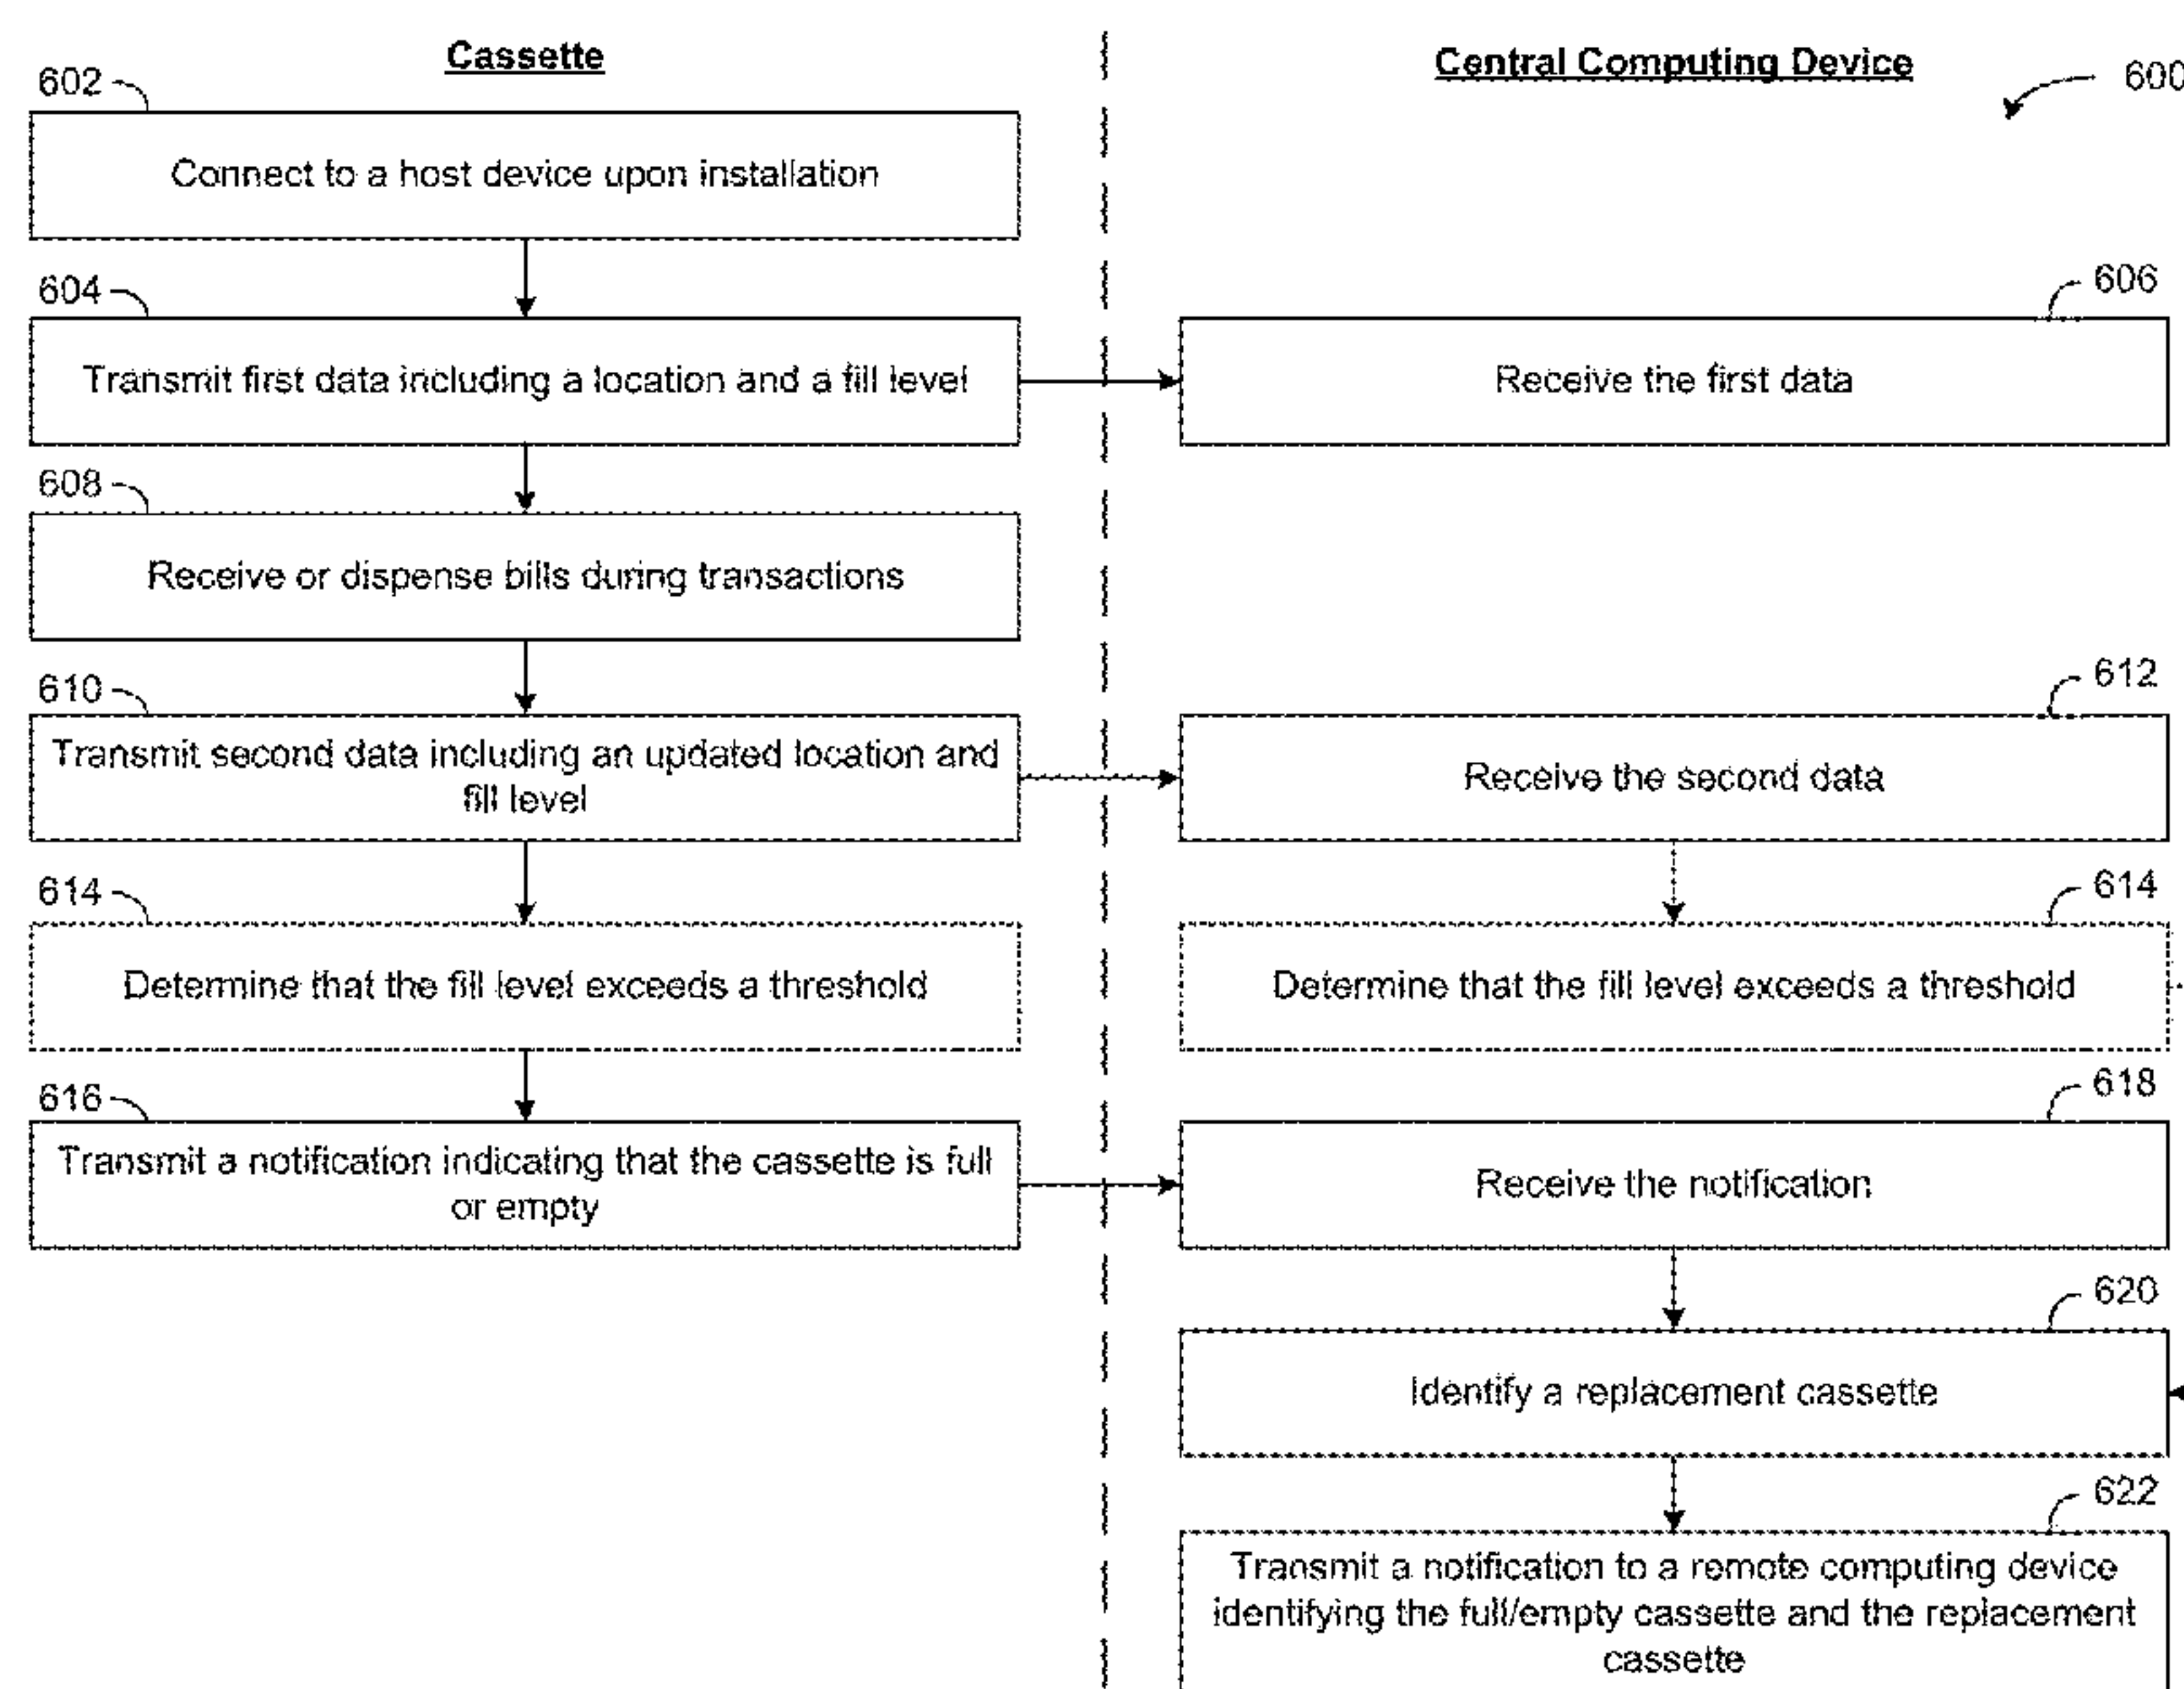 Cassette
Central Computing Device
600
602
Connect to a host device upon installation
604
Transmit first data including a location and a fill level
606
Receive the first data
608
Receive or dispense bills during transactions
610
Transmit second data including an updated location and
fill level
612
Receive the second data
614
Determine that the fill level exceeds a threshold
614
Determine that the fill level exceeds a threshold
616
Transmit a notification indicating that the cassette is full
or empty
618
Receive the notification
620
Identify a replacement cassette
622
Transmit a notification to a remote computing device
identifying the full/empty cassette and the replacement
cassette